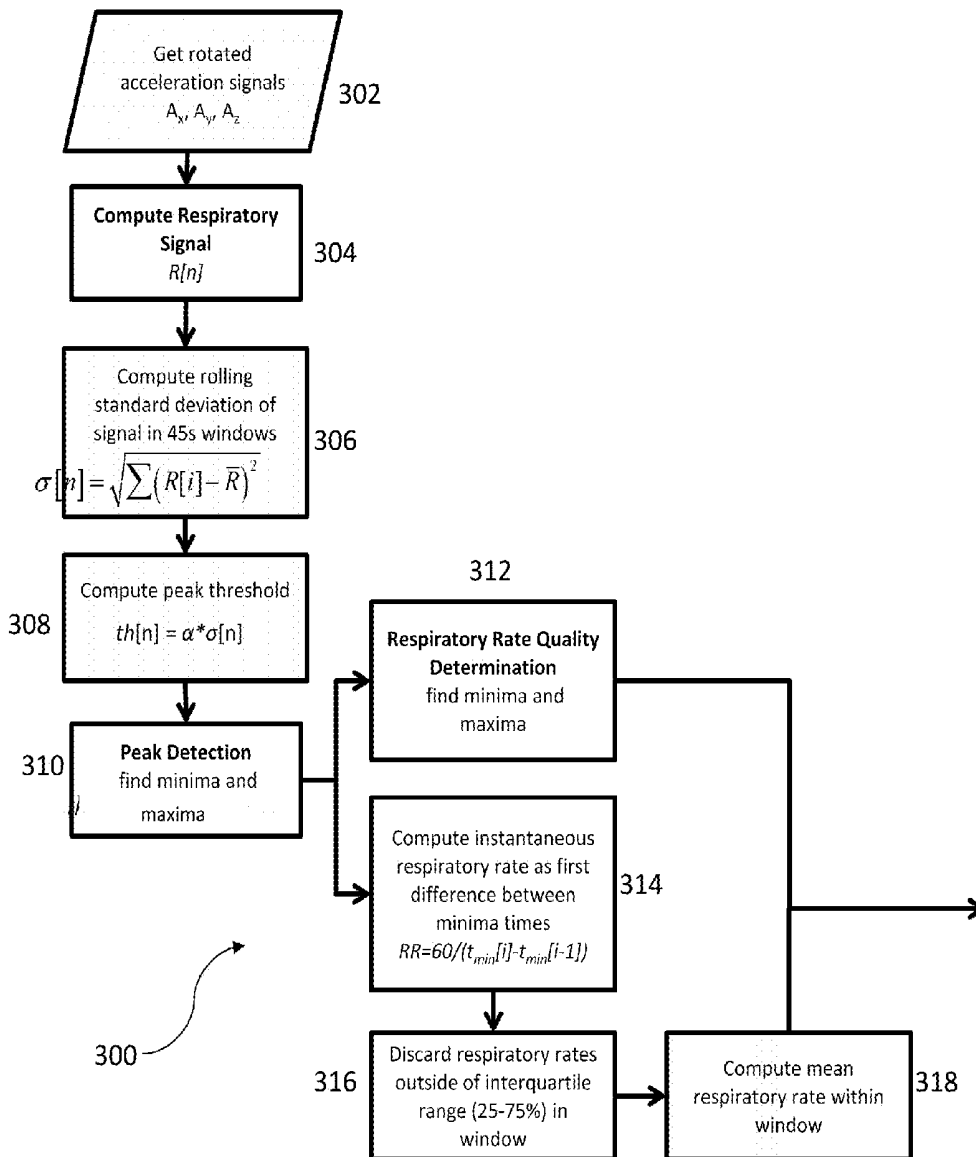 Get rotated
acceleration signals
Ax, Ay, Az
302
Compute Respiratory
Signal
R[n]
304
Compute rolling
standard deviation of
signal in 45s windows
σ[n] = √∑(R[i] − R̅)²
306
Compute peak threshold
th[n] = α*σ[n]
308
Peak Detection
find minima and
maxima
310
312
Respiratory Rate Quality
Determination
find minima and
maxima
Compute instantaneous
respiratory rate as first
difference between
minima times
RR=60/(tmin[i]-tmin[i-1])
314
300
316
Discard respiratory rates
outside of interquartile
range (25-75%) in
window
Compute mean
respiratory rate within
window
318